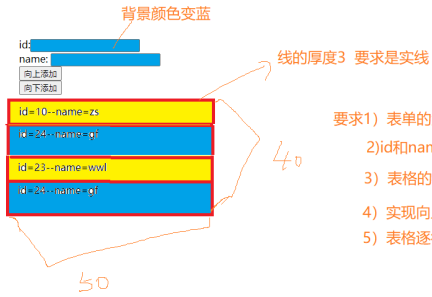 背景颜色变蓝
id:
name:
向上添加
向下添加
线的厚度3 要求是实线
id=10--name=zs
id=24--name=gf
id=23--name=wwl
id=24--name=gf
要求1）表单的
2)id和nam
3）表格的
4）实现向
5）表格逐
40
50